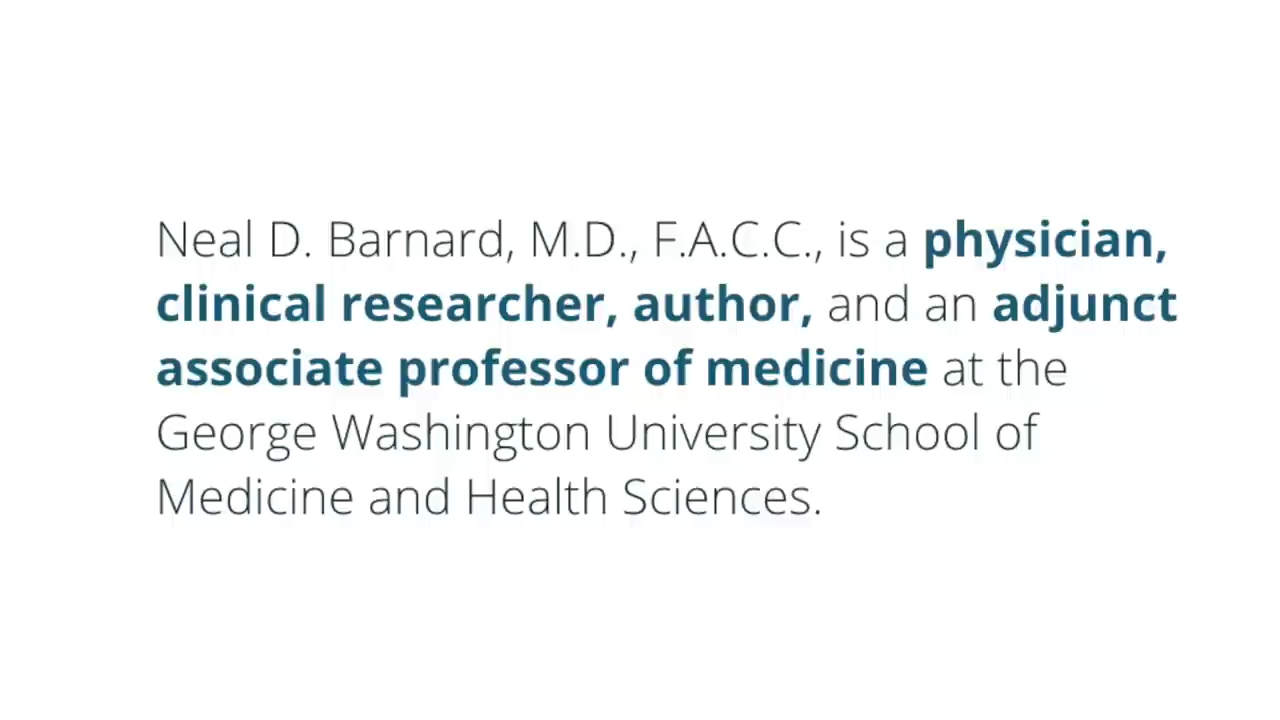 Neal D. Barnard, M.D., F.A.C.C., is a physician,
clinical researcher, author, and an adjunct
associate professor of medicine at the
George Washington University School of
Medicine and Health Sciences.